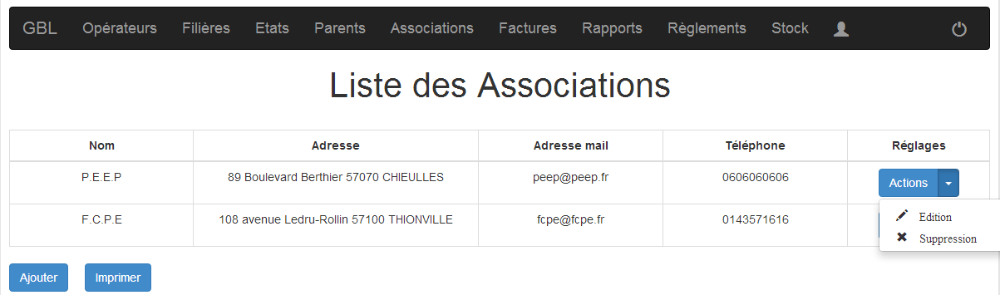 GBL Opérateurs Filières Etats Parents Associations Factures Rapports Règlements Stock
Liste des Associations
Nom Adresse Adresse mail Téléphone Réglages
P.E.E.P 89 Boulevard Berthier 57070 CHIEULLES peep@peep.fr 0606060606 Actions
F.C.P.E 108 avenue Ledru-Rollin 57100 THIONVILLE fcpe@fcpe.fr 0143571616
Edition
Suppression
Ajouter Imprimer